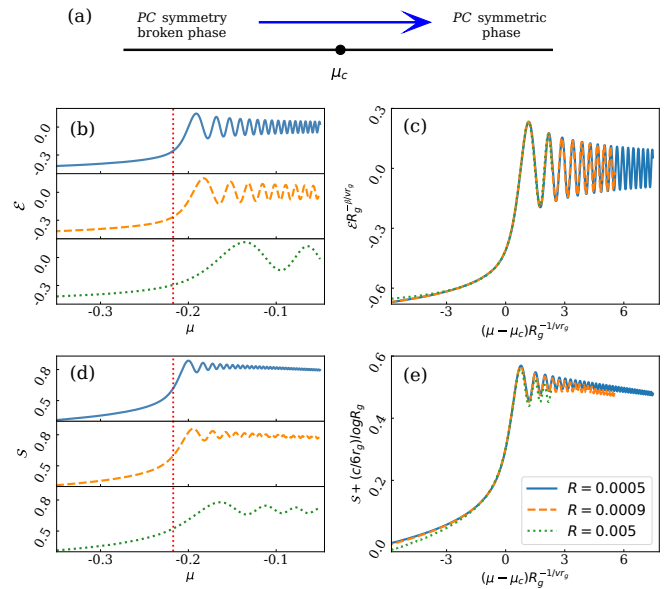 (a)
PC symmetry
broken phase
PC symmetric
phase
μc
(b)
0.0
-0.3
0.0
-0.3
0.0
-0.3
ℰ
-0.3
-0.2
-0.1
μ
(c)
0.3
0.0
-0.3
-0.6
ℰR_g^{-β/νr_g}
-3
0
3
6
(μ − μ_c)R_g^{-1/νr_g}
(d)
0.8
0.5
0.8
0.5
0.8
0.5
𝒮
-0.3
-0.2
-0.1
μ
(e)
0.6
0.4
0.2
0.0
𝒮 + (c/6r_g)logR_g
R = 0.0005
R = 0.0009
R = 0.005
-3
0
3
6
(μ − μ_c)R_g^{-1/νr_g}